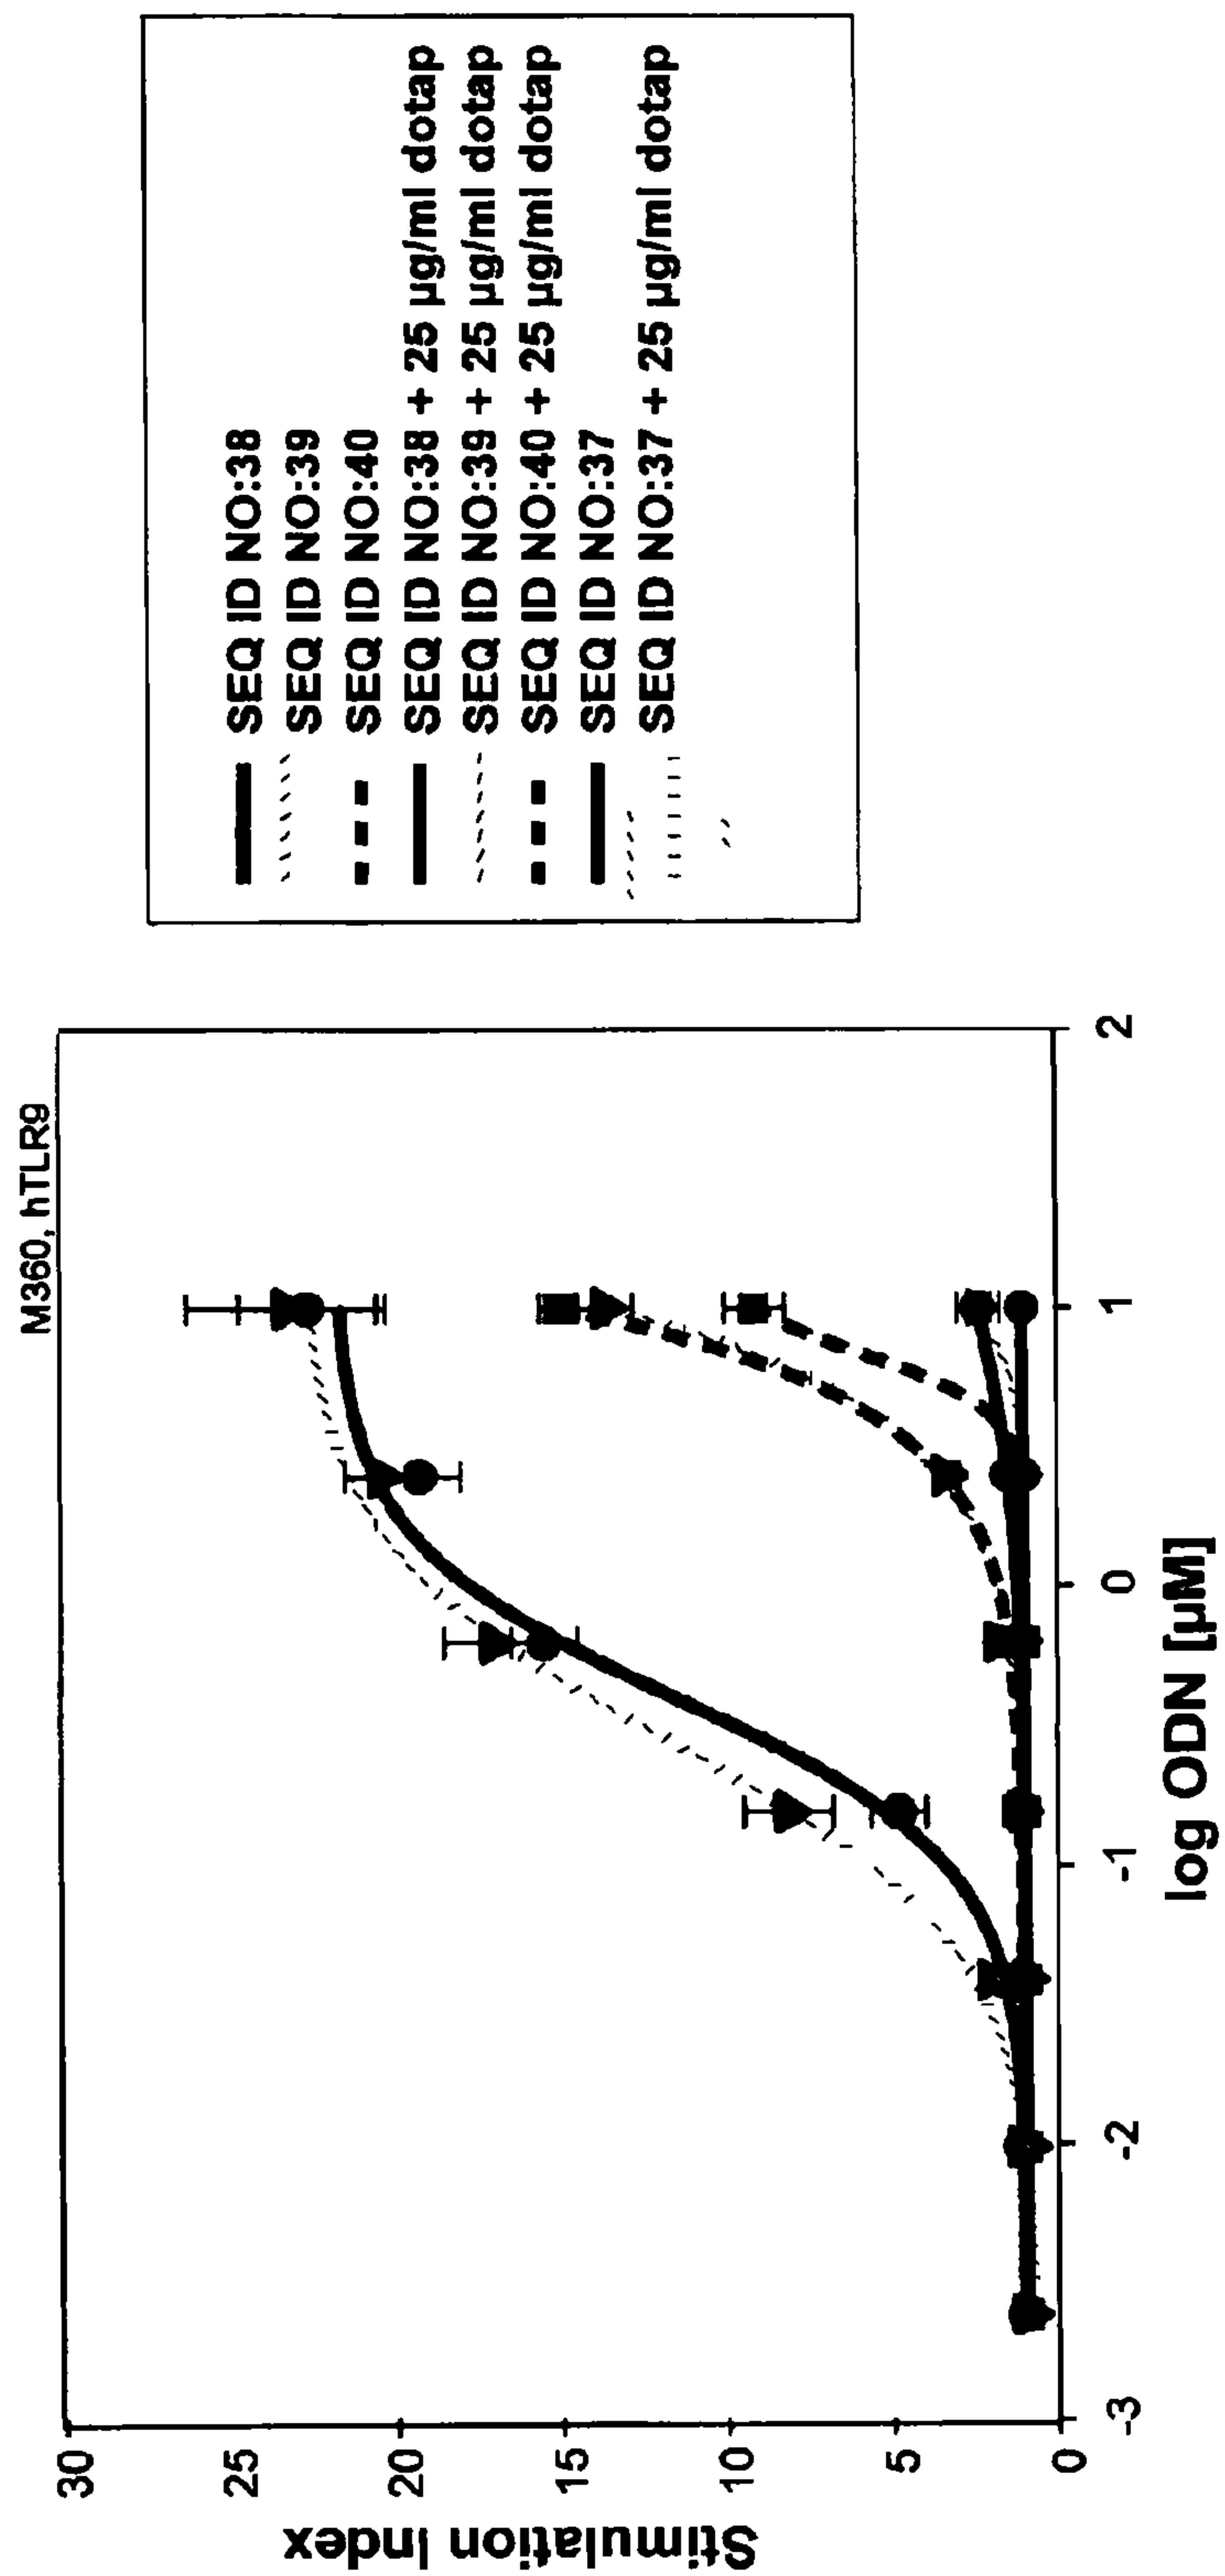 M360, hTLR9
Stimulation Index
30
25
20
15
10
5
0
-3
-2
-1
0
1
2
log ODN [µM]
SEQ ID NO:38
SEQ ID NO:39
SEQ ID NO:40
SEQ ID NO:38 + 25 µg/ml dotap
SEQ ID NO:39 + 25 µg/ml dotap
SEQ ID NO:40 + 25 µg/ml dotap
SEQ ID NO:37
SEQ ID NO:37 + 25 µg/ml dotap